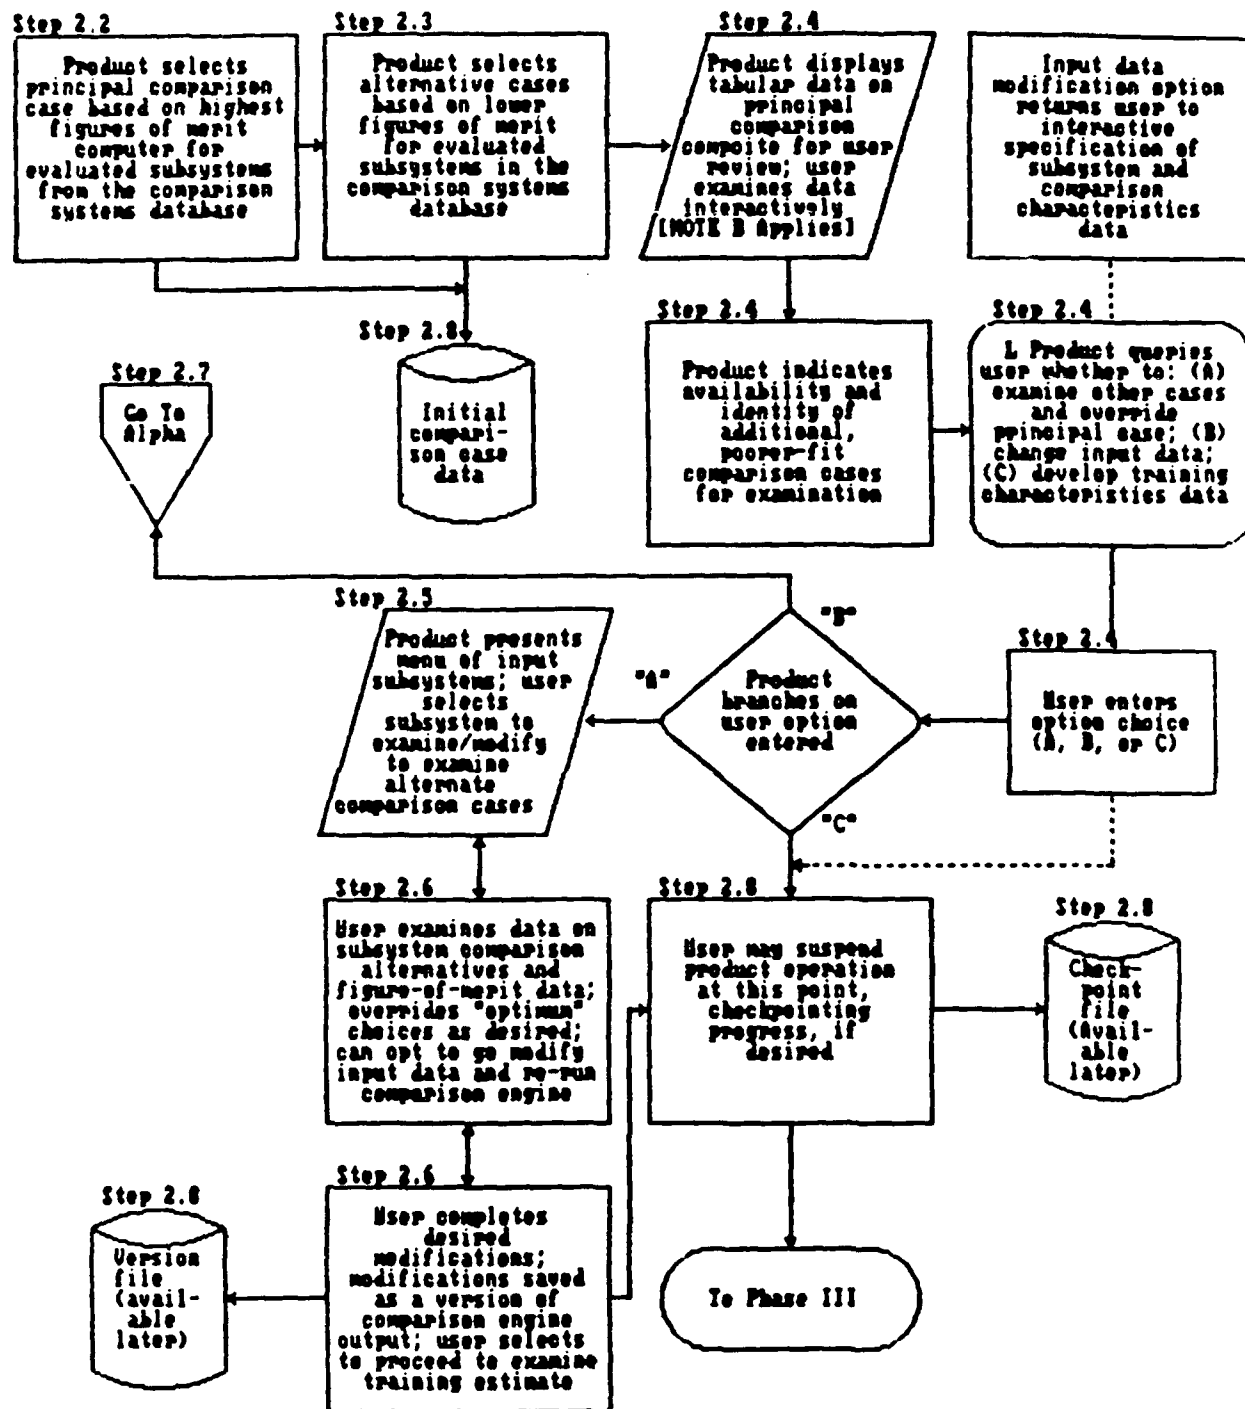 Step 2.2
Product selects
principal comparison
case based on highest
figures of merit
computer for
evaluated subsystems
from the comparison
systems database
Step 2.3
Product selects
alternative cases
based on lower
figures of merit
for evaluated
subsystems in the
comparison systems
database
Step 2.4
Product displays
tabular data on
principal
comparison
compcite for user
review; user
examines data
interactively
[NOTE B Applies]
Input data
modification option
returns user to
interactive
specification of
subsystem and
comparison
characteristics
data
Step 2.8
Initial
compari-
son case
data
Step 2.4
Product indicates
availability and
identity of
additional,
poorer-fit
comparison cases
for examination
Step 2.4
L Product queries
user whether to: (A)
examine other cases
and override
principal case; (B)
change input data;
(C) develop training
characteristics data
Step 2.7
Go To
Alpha
Step 2.5
Product presents
menu of input
subsystems; user
selects
subsystem to
examine/modify
to examine
alternate
comparison cases
"A"
"B"
Product
branches on
user option
entered
"C"
Step 2.4
User enters
option choice
(A, B, or C)
Step 2.6
User examines data on
subsystem comparison
alternatives and
figure-of-merit data;
overrides "optimum"
choices as desired;
can opt to go modify
input data and re-run
comparison engine
Step 2.8
User may suspend
product operation
at this point,
checkpointing
progress, if
desired
Step 2.8
Check-
point
file
(Avail-
able
later)
Step 2.8
Version
file
(avail-
able
later)
Step 2.6
User completes
desired
modifications;
modifications saved
as a version of
comparison engine
output; user selects
to proceed to examine
training estimate
To Phase III